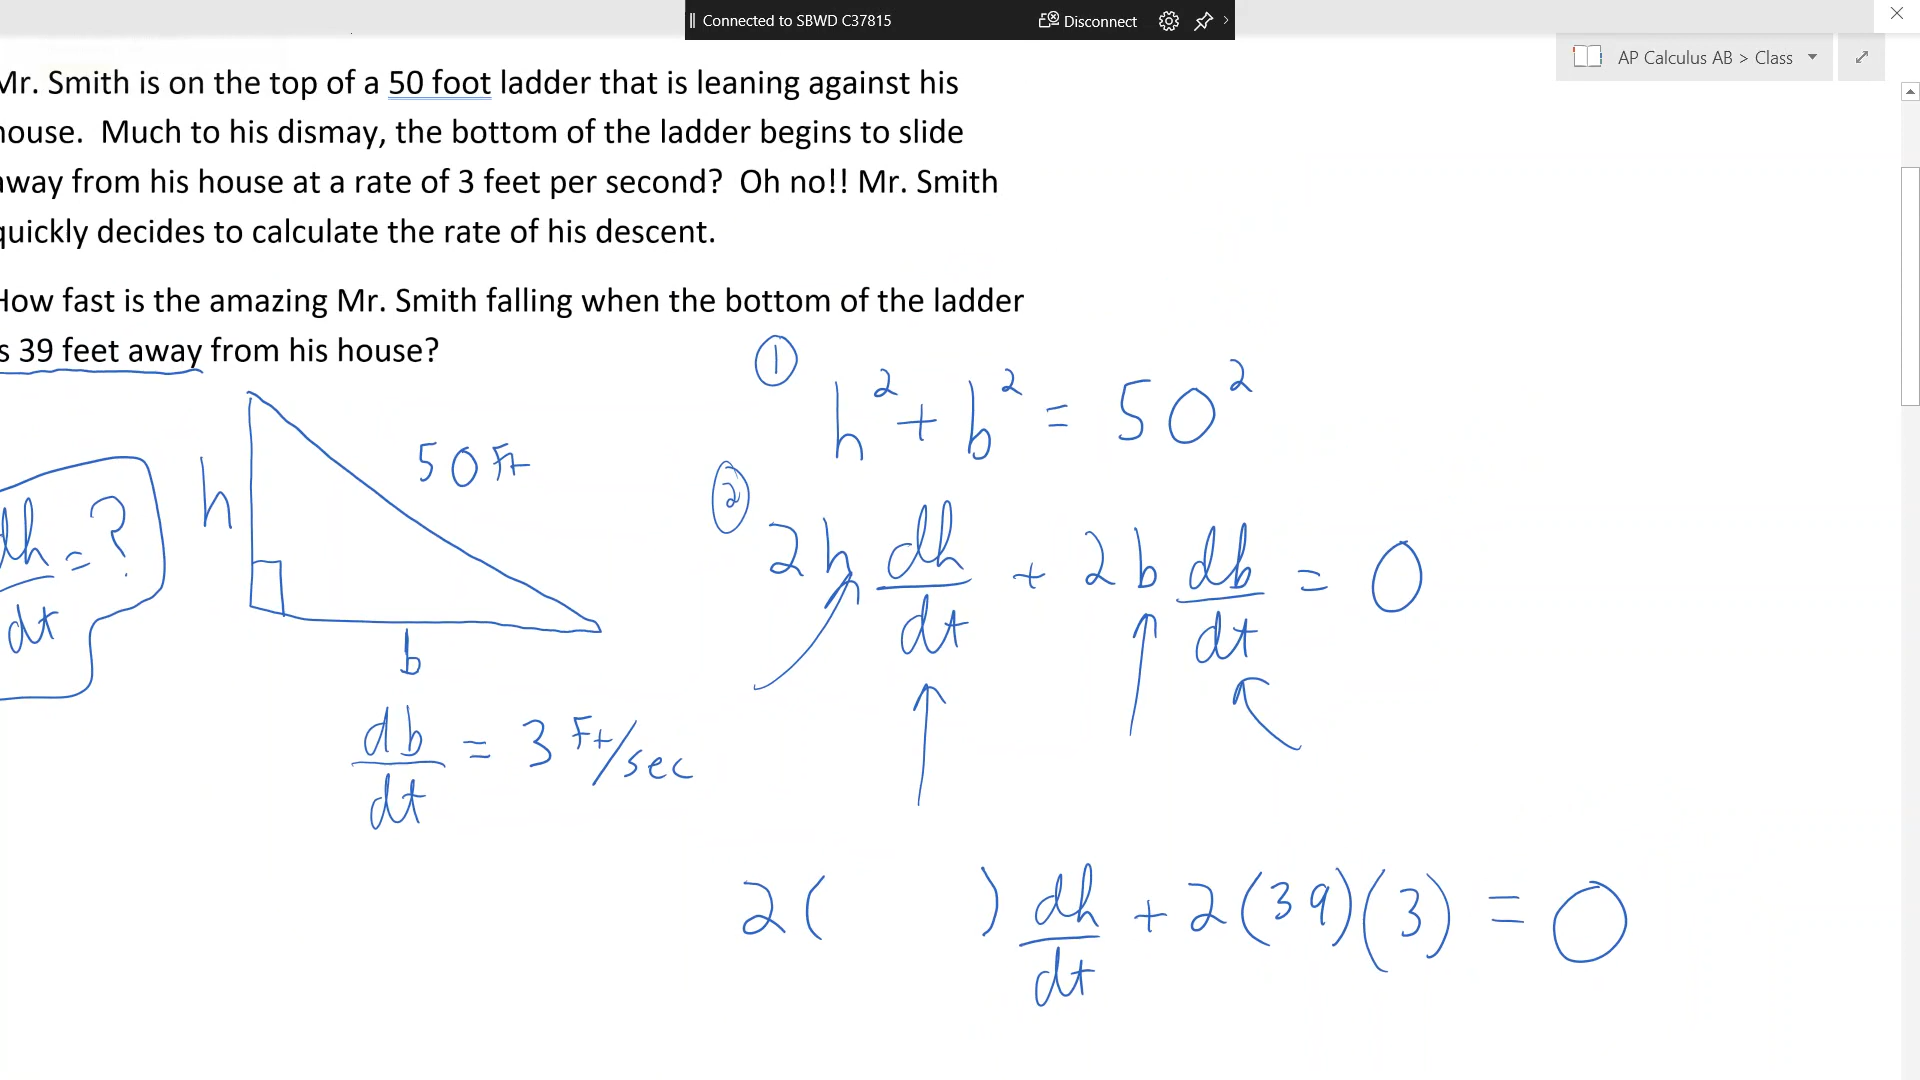 Connected to SBWD C37815 Disconnect
AP Calculus AB > Class
Mr. Smith is on the top of a 50 foot ladder that is leaning against his
house. Much to his dismay, the bottom of the ladder begins to slide
away from his house at a rate of 3 feet per second? Oh no!! Mr. Smith
quickly decides to calculate the rate of his descent.
How fast is the amazing Mr. Smith falling when the bottom of the ladder
s 39 feet away from his house?
1
h² + b² = 50²
50 Ft
h
2
2h dh/dt + 2b db/dt = 0
dh/dt = ?
b
db/dt = 3 Ft/sec
2( ) dh/dt + 2(39)(3) = 0